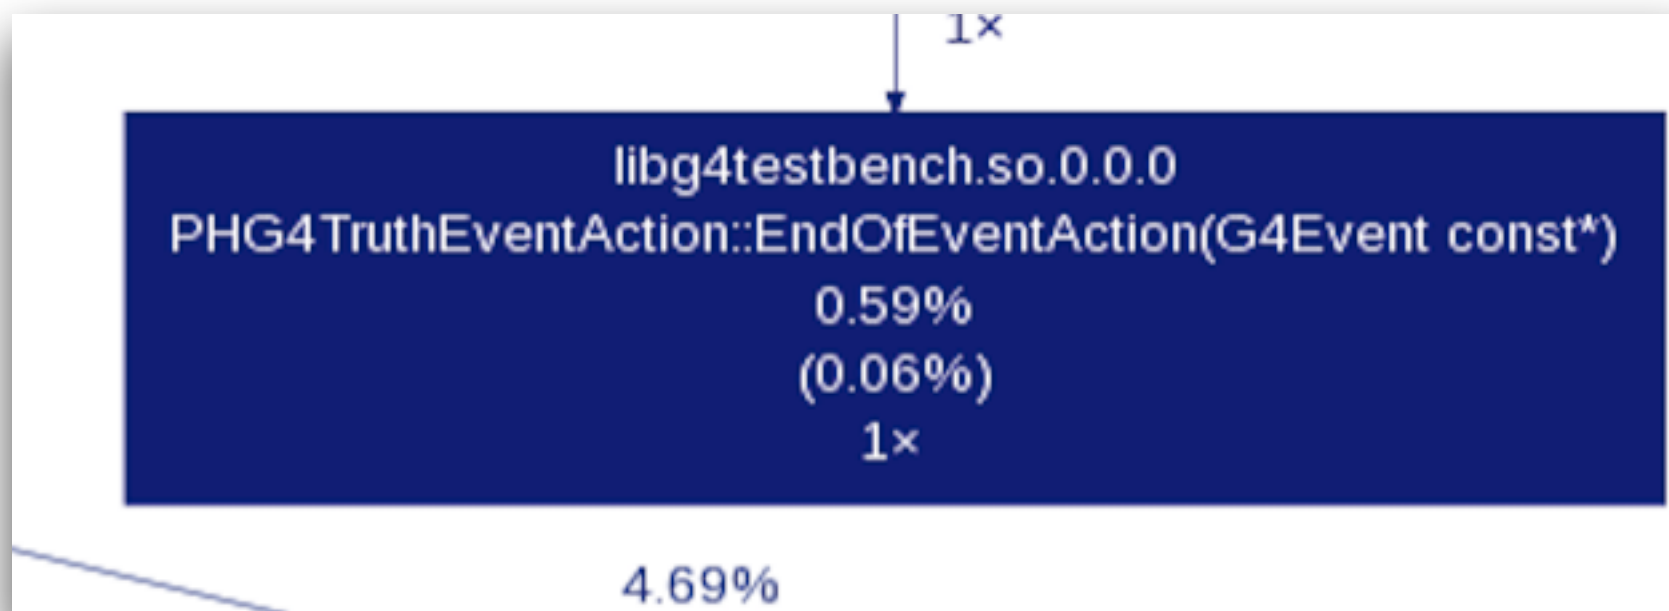 1×
libg4testbench.so.0.0.0
PHG4TruthEventAction::EndOfEventAction(G4Event const*)
0.59%
(0.06%)
1×
4.69%